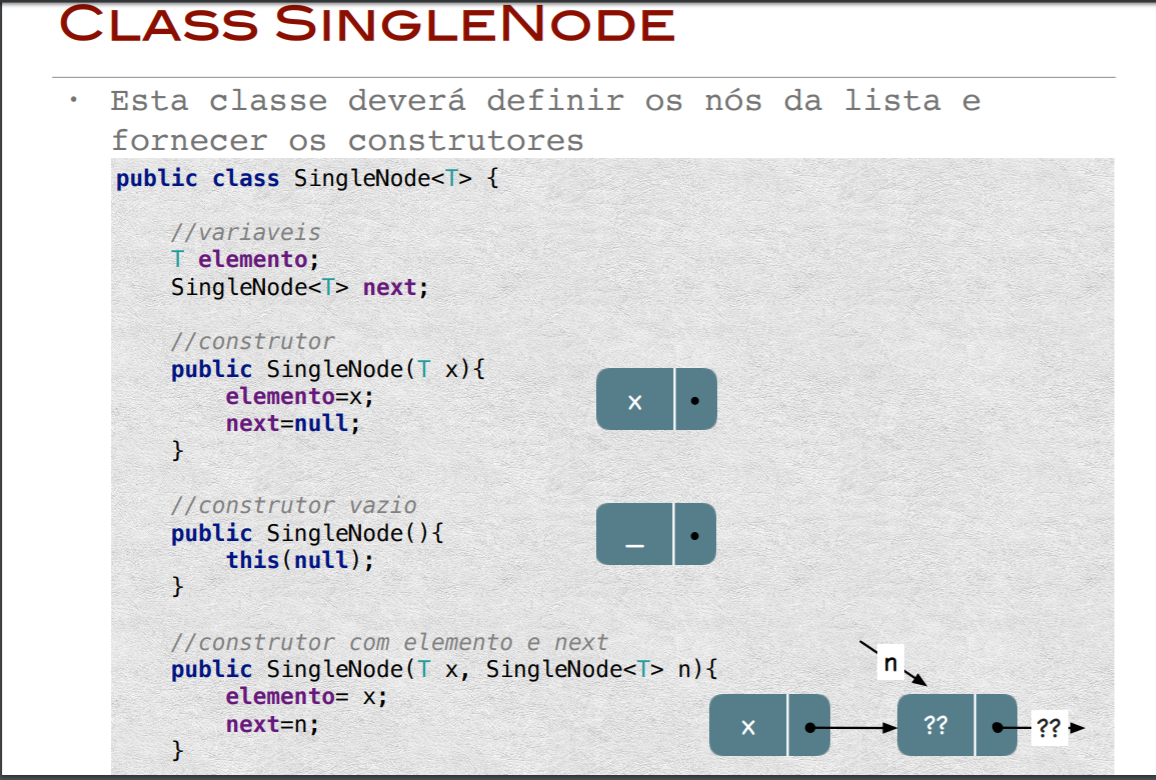 CLASS SINGLENODE
• Esta classe deverá definir os nós da lista e
fornecer os construtores
public class SingleNode<T> {
//variaveis
T elemento;
SingleNode<T> next;
//construtor
public SingleNode(T x){
elemento=x;
next=null;
}
x
//construtor vazio
public SingleNode(){
this(null);
}
_
//construtor com elemento e next
public SingleNode(T x, SingleNode<T> n){
elemento= x;
next=n;
}
n
x
??
??